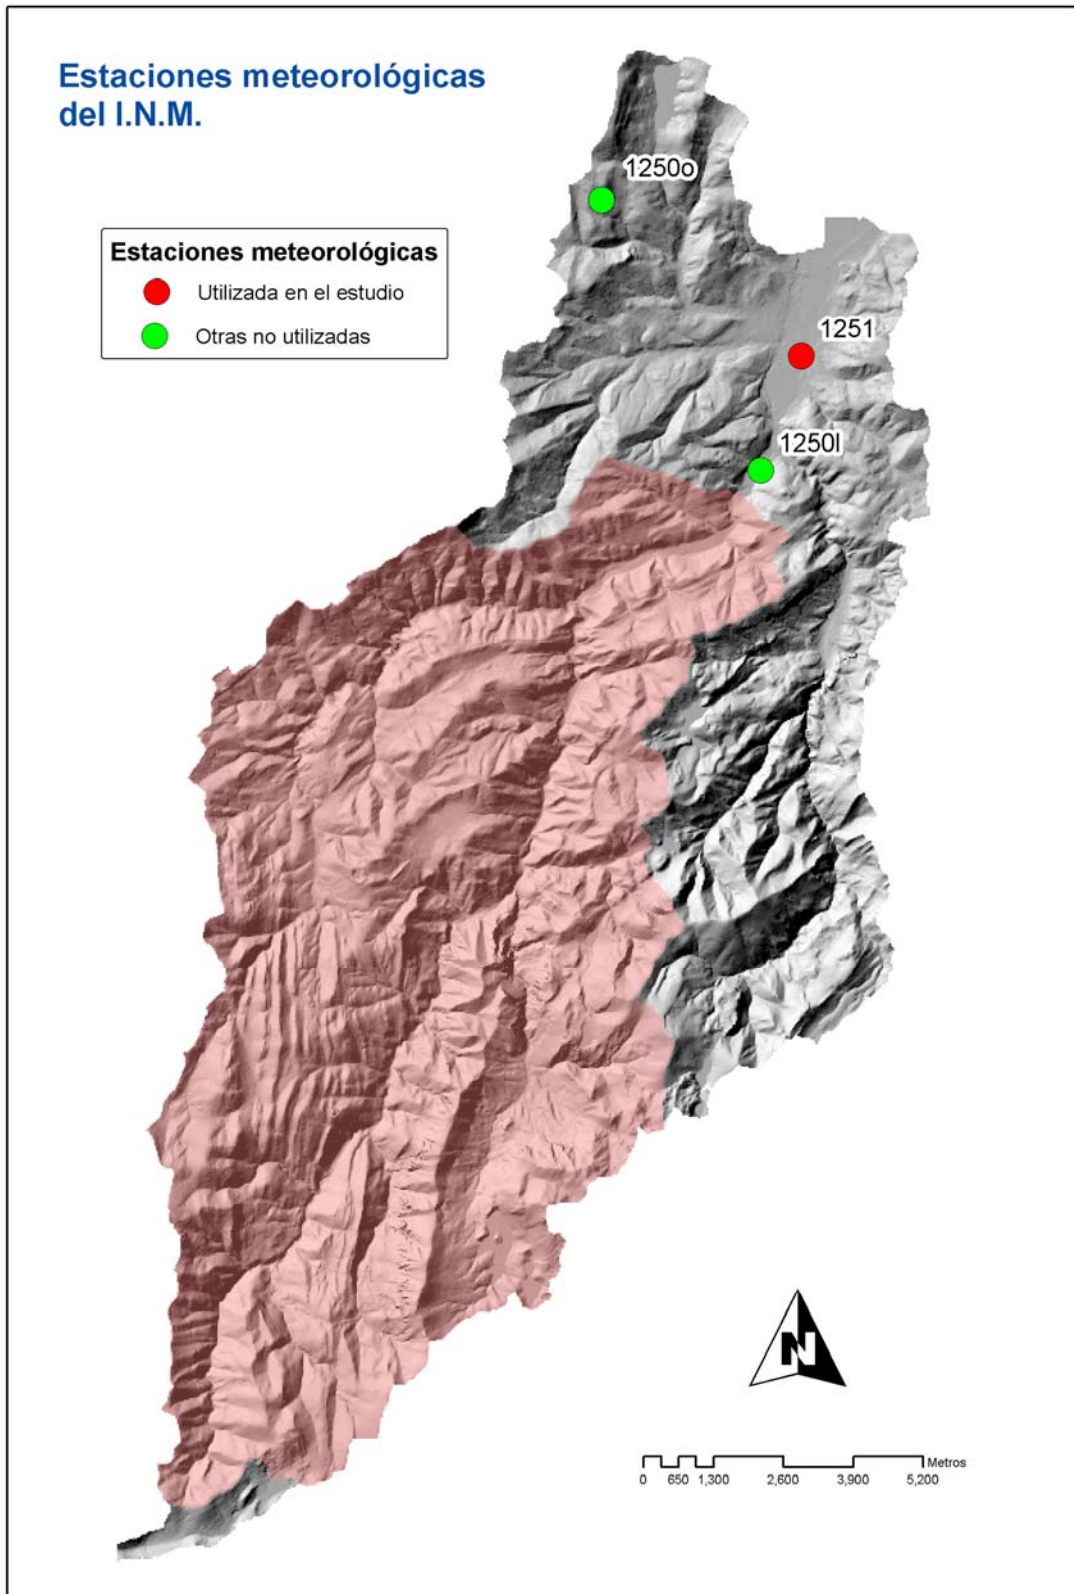 Estaciones meteorológicas
del I.N.M.
1250o
Estaciones meteorológicas
Utilizada en el estudio
Otras no utilizadas
1251
1250l
N
Metros
0 650 1,300 2,600 3,900 5,200